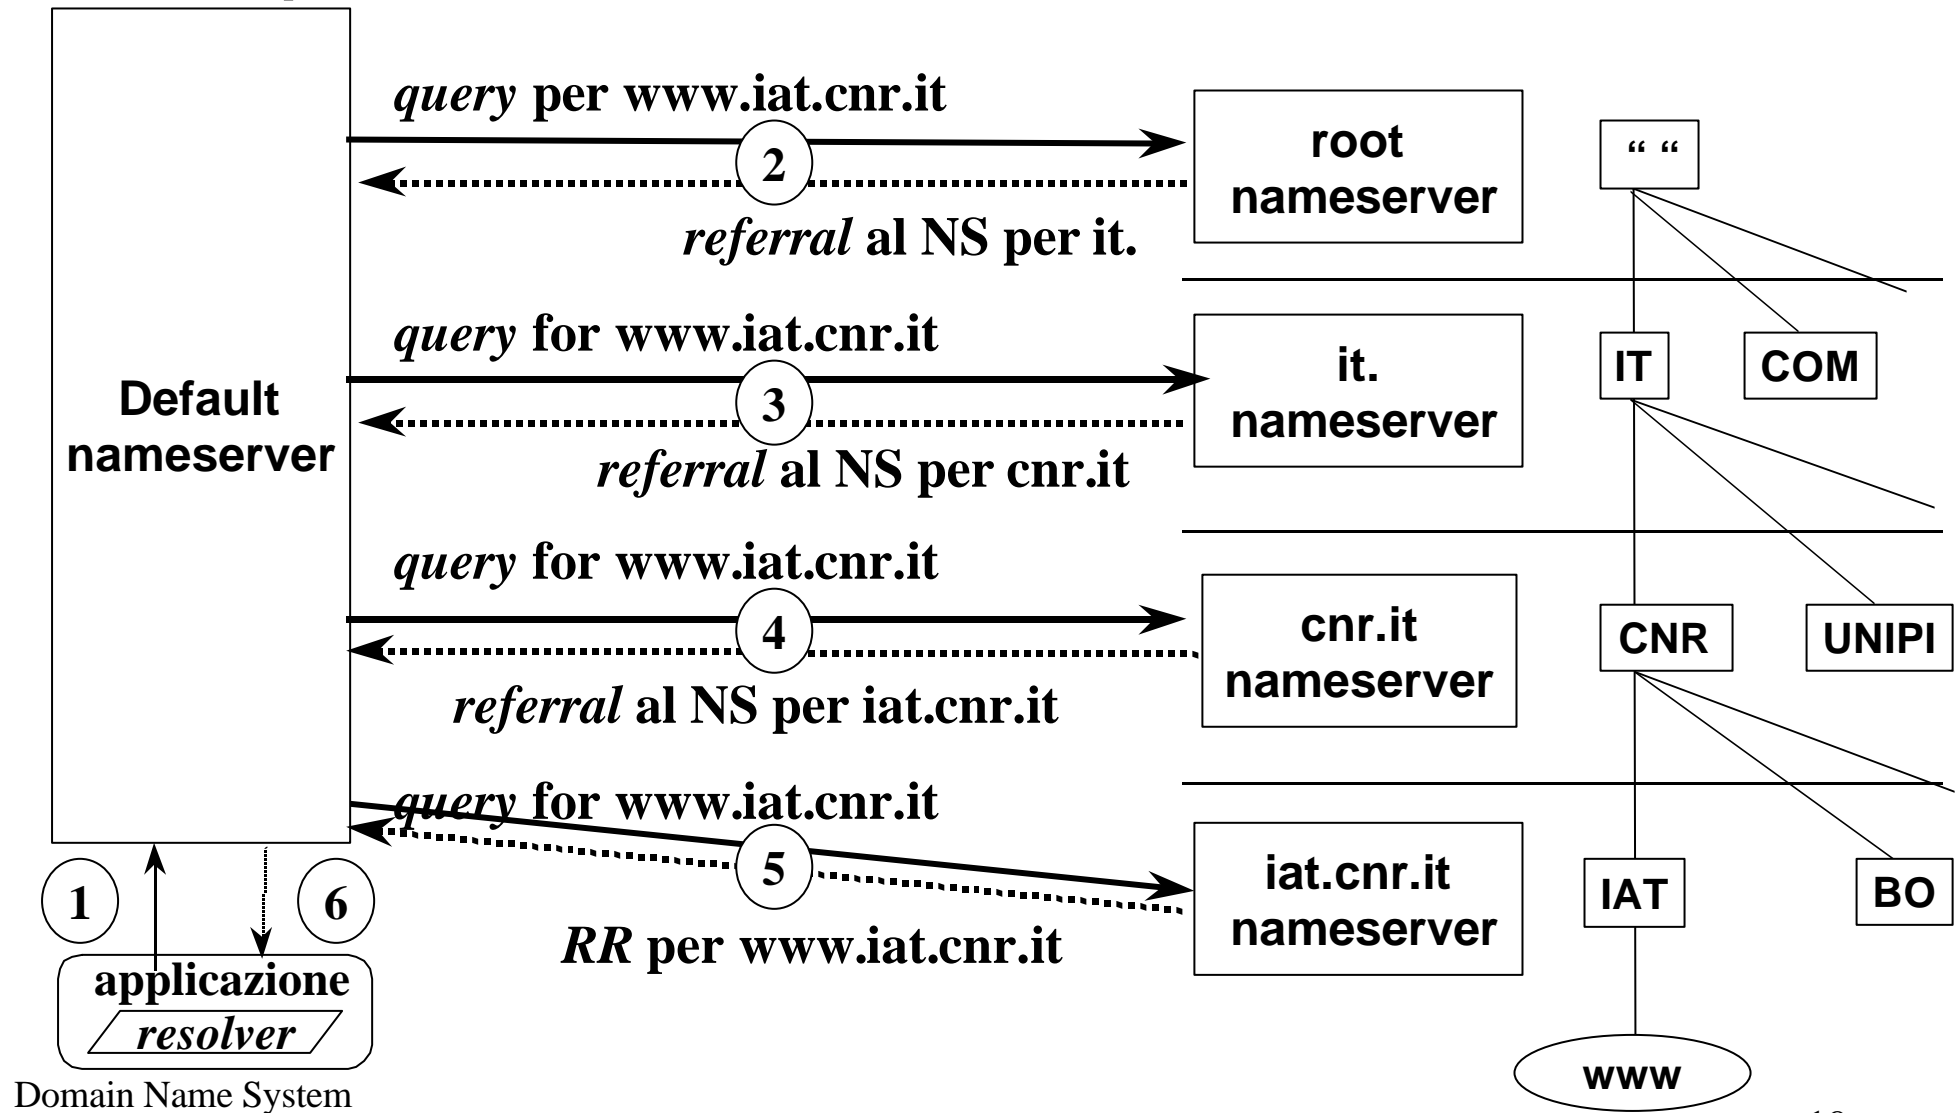 query per www.iat.cnr.it
2
referral al NS per it.
root
nameserver
“ “
query for www.iat.cnr.it
3
referral al NS per cnr.it
it.
nameserver
IT
COM
Default
nameserver
query for www.iat.cnr.it
4
referral al NS per iat.cnr.it
cnr.it
nameserver
CNR
UNIPI
query for www.iat.cnr.it
5
RR per www.iat.cnr.it
iat.cnr.it
nameserver
IAT
BO
1
6
applicazione
resolver
www
Domain Name System